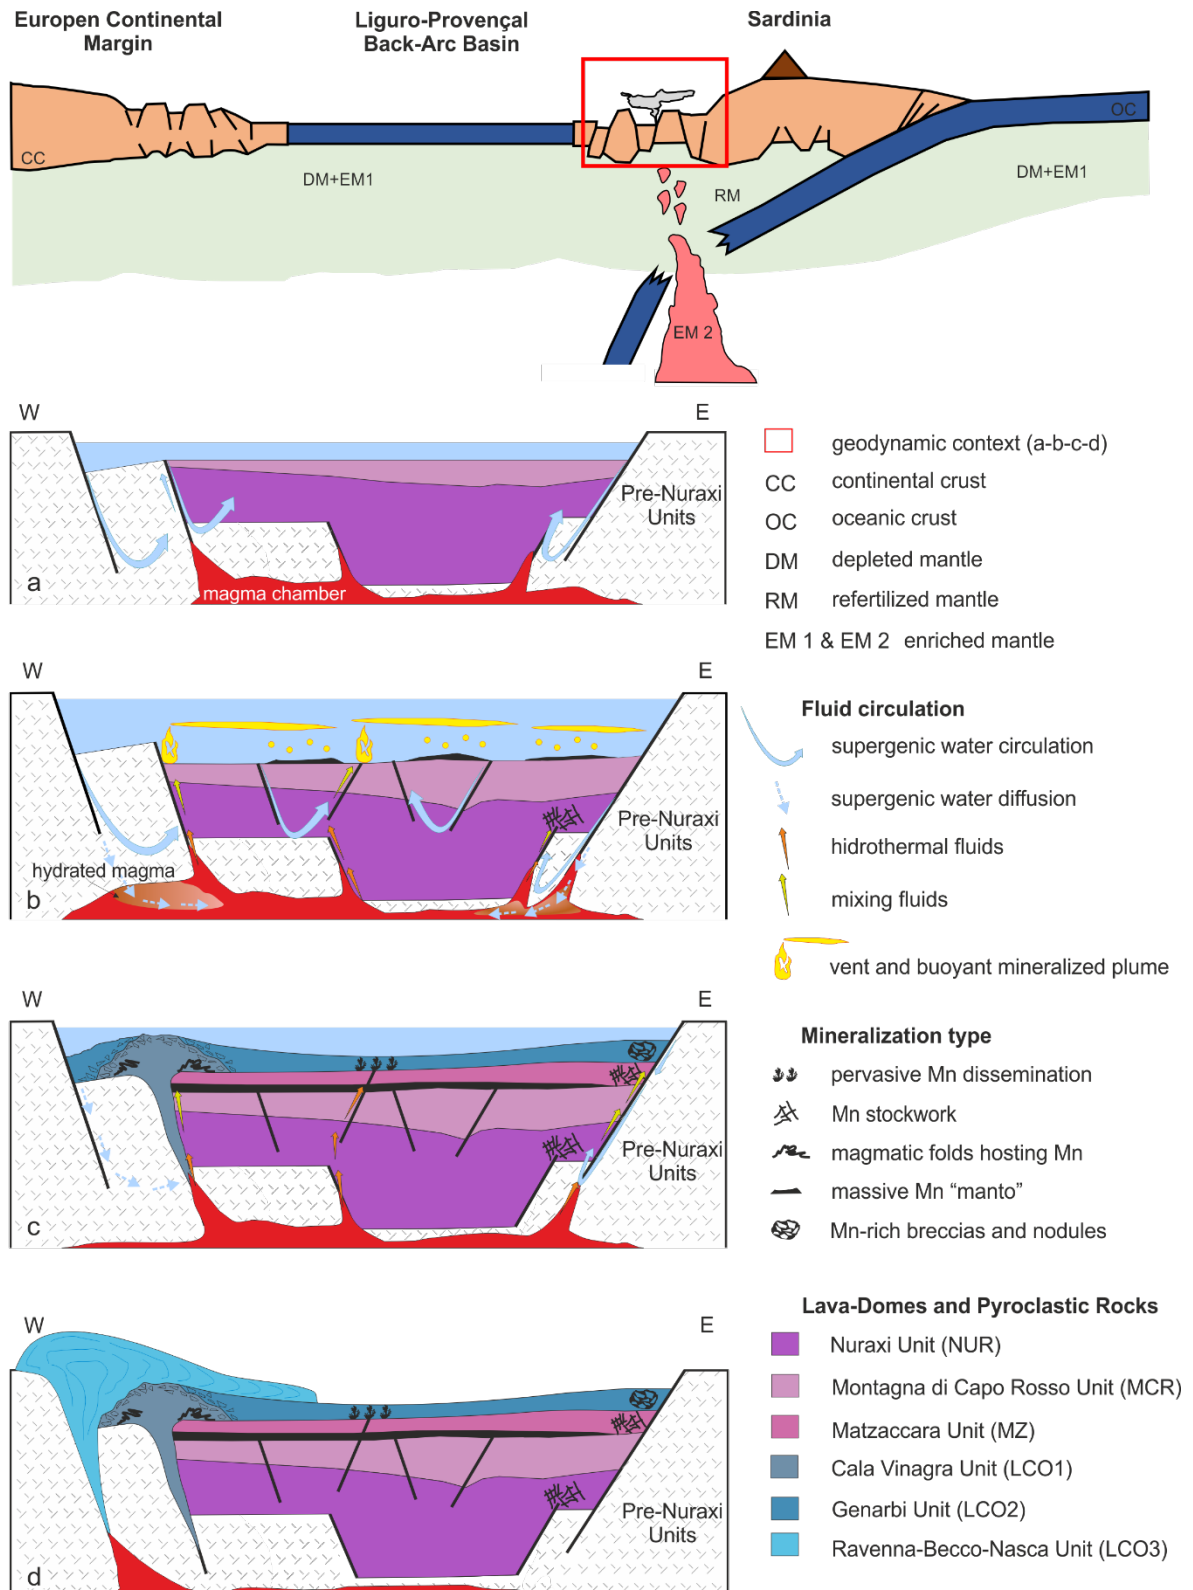 Europen Continental
Margin
Liguro-Provençal
Back-Arc Basin
Sardinia
CC
DM+EM1
RM
OC
DM+EM1
EM 2
W
E
Pre-Nuraxi
Units
magma chamber
a
geodynamic context (a-b-c-d)
CC continental crust
OC oceanic crust
DM depleted mantle
RM refertilized mantle
EM 1 & EM 2 enriched mantle
W
E
Pre-Nuraxi
Units
hydrated magma
b
Fluid circulation
supergenic water circulation
supergenic water diffusion
hidrothermal fluids
mixing fluids
vent and buoyant mineralized plume
W
E
Pre-Nuraxi
Units
c
Mineralization type
pervasive Mn dissemination
Mn stockwork
magmatic folds hosting Mn
massive Mn “manto”
Mn-rich breccias and nodules
W
E
Pre-Nuraxi
Units
d
Lava-Domes and Pyroclastic Rocks
Nuraxi Unit (NUR)
Montagna di Capo Rosso Unit (MCR)
Matzaccara Unit (MZ)
Cala Vinagra Unit (LCO1)
Genarbi Unit (LCO2)
Ravenna-Becco-Nasca Unit (LCO3)